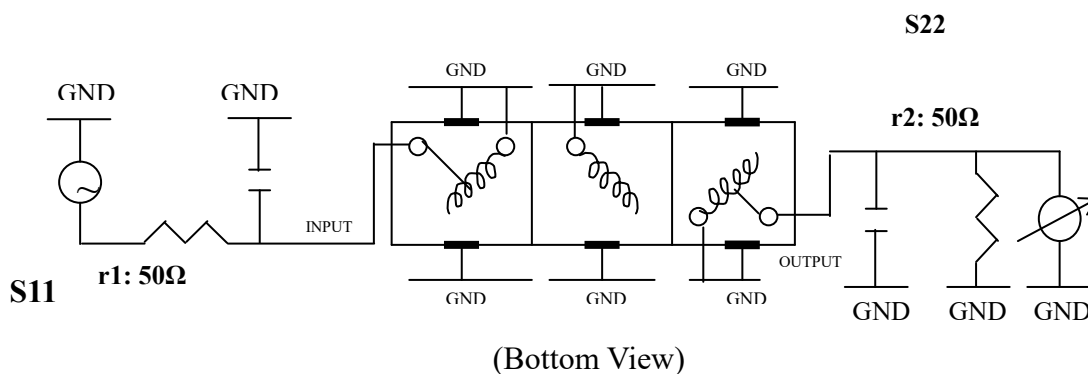 S22
GND
GND
GND
GND
GND
r2: 50Ω
INPUT
OUTPUT
r1: 50Ω
S11
GND
GND
GND
GND
GND
GND
(Bottom View)